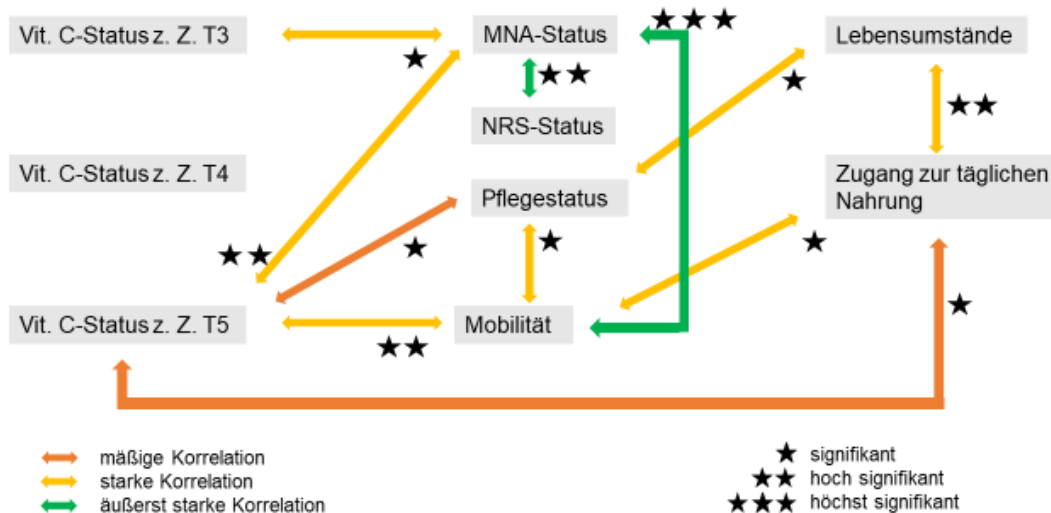 Vit. C-Status z. Z. T3
MNA-Status
Lebensumstände
NRS-Status
Vit. C-Status z. Z. T4
Pflegestatus
Zugang zur täglichen
Nahrung
Vit. C-Status z. Z. T5
Mobilität
mäßige Korrelation
starke Korrelation
äußerst starke Korrelation
signifikant
hoch signifikant
höchst signifikant